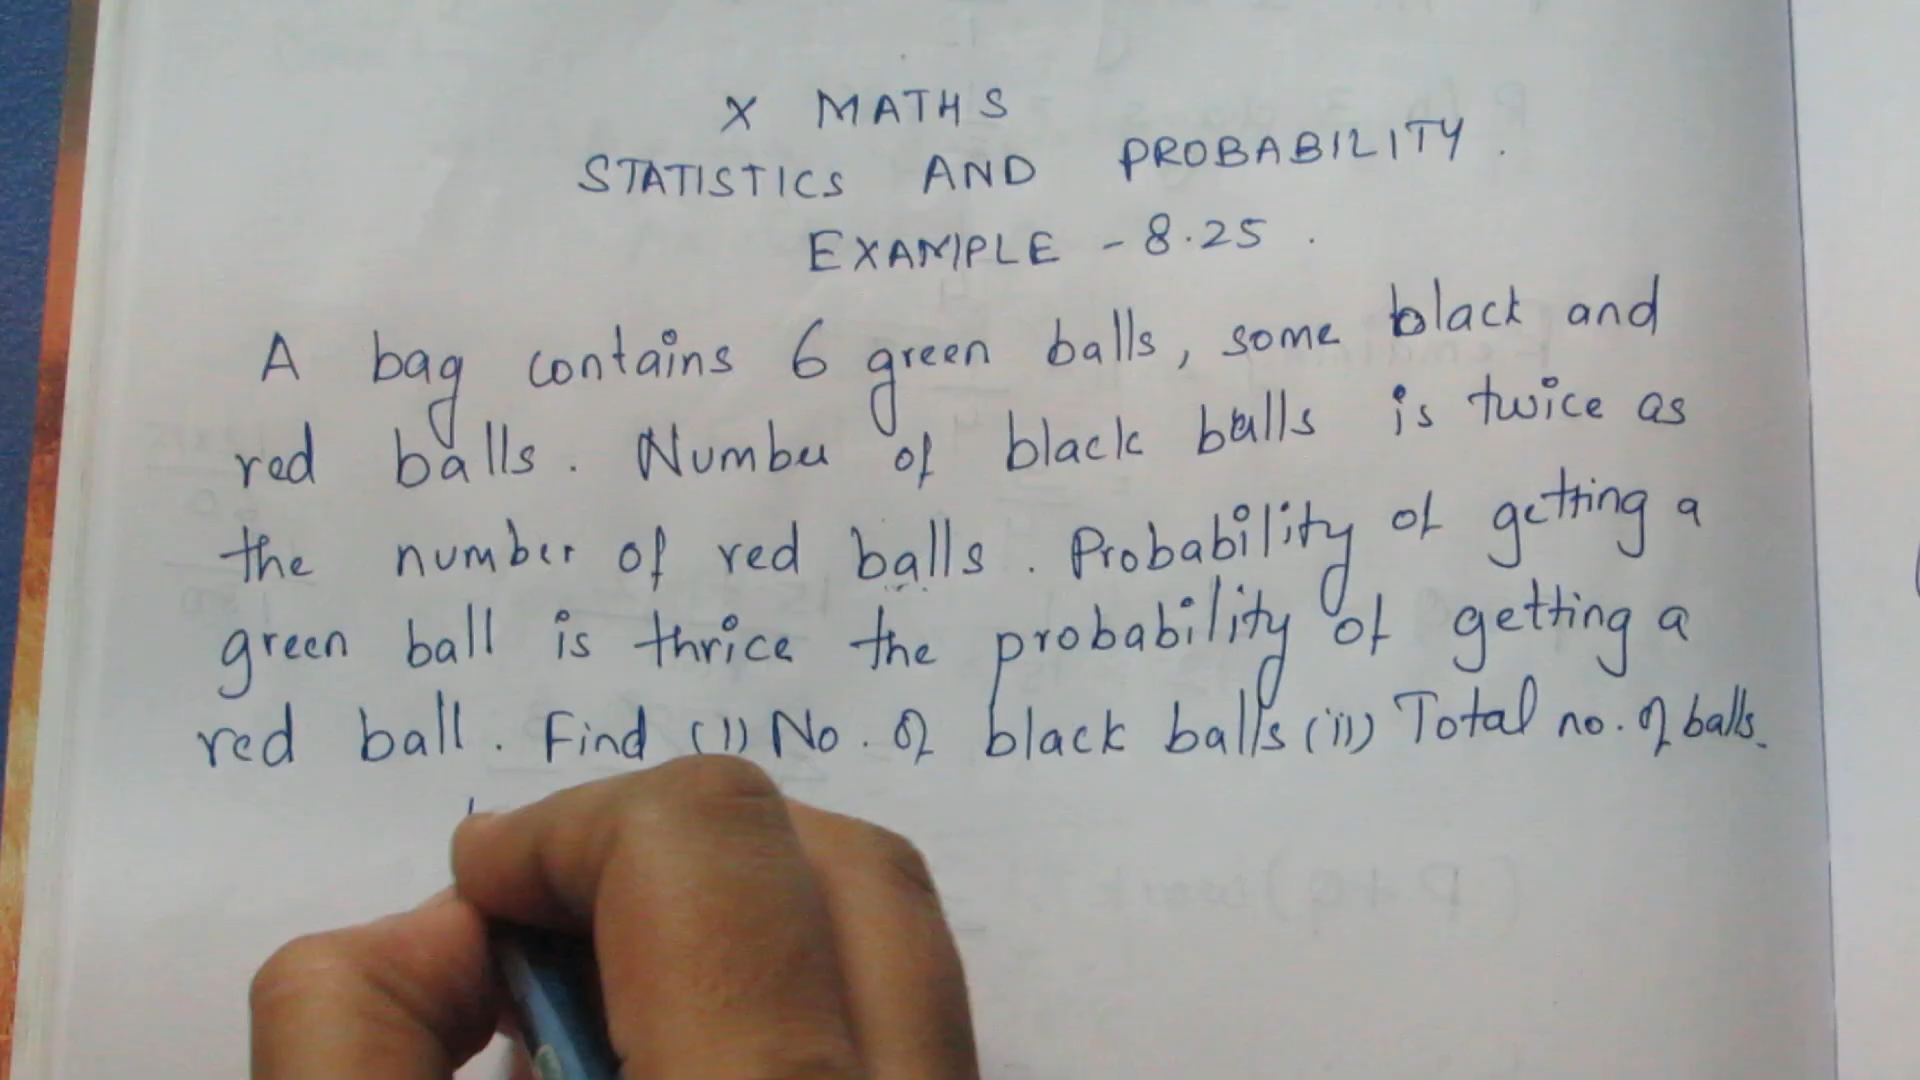 X MATHS
STATISTICS AND PROBABILITY.
EXAMPLE - 8.25.
A bag contains 6 green balls, some black and
red balls. Number of black balls is twice as
the number of red balls. Probability of getting a
green ball is thrice the probability of getting a
red ball. Find (i) No. of black balls (ii) Total no. of balls.